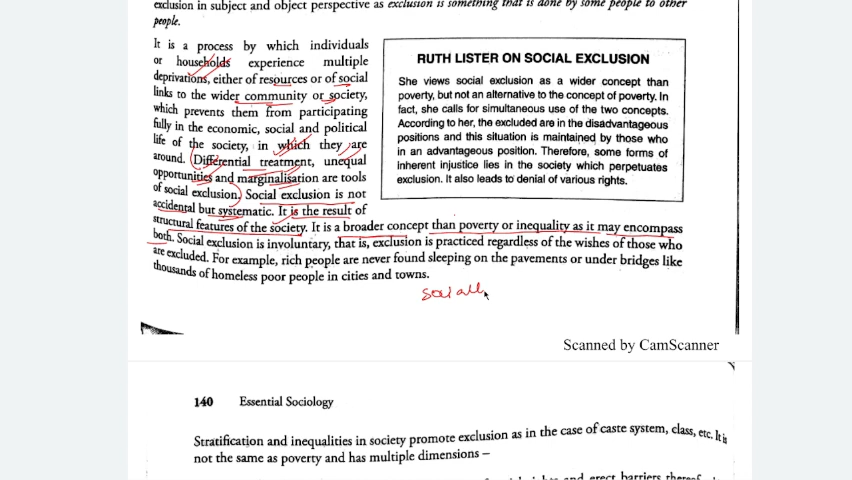 exclusion in subject and object perspective as exclusion is something that is done by some people to other
people.
It is a process by which individuals
or households experience multiple
deprivations, either of resources or of social
links to the wider community or society,
which prevents them from participating
fully in the economic, social and political
life of the society, in which they are
around. Differential treatment, unequal
opportunities and marginalisation are tools
of social exclusion. Social exclusion is not
accidental but systematic. It is the result of
structural features of the society. It is a broader concept than poverty or inequality as it may encompass
both. Social exclusion is involuntary, that is, exclusion is practiced regardless of the wishes of those who
are excluded. For example, rich people are never found sleeping on the pavements or under bridges like
thousands of homeless poor people in cities and towns.
RUTH LISTER ON SOCIAL EXCLUSION
She views social exclusion as a wider concept than
poverty, but not an alternative to the concept of poverty. In
fact, she calls for simultaneous use of the two concepts.
According to her, the excluded are in the disadvantageous
positions and this situation is maintained by those who
in an advantageous position. Therefore, some forms of
inherent injustice lies in the society which perpetuates
exclusion. It also leads to denial of various rights.
Sociall
Scanned by CamScanner
140 Essential Sociology
Stratification and inequalities in society promote exclusion as in the case of caste system, class, etc. It is
not the same as poverty and has multiple dimensions –
and erect barriers